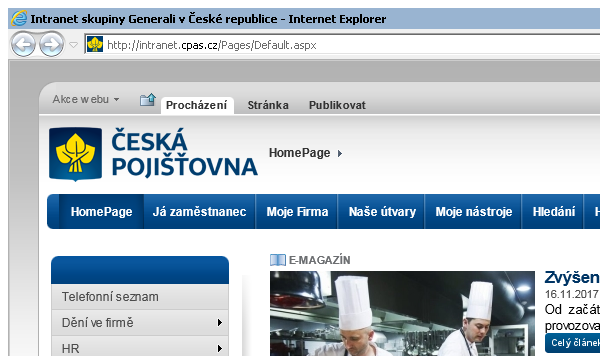 Intranet skupiny Generali v České republice - Internet Explorer
http://intranet.cpas.cz/Pages/Default.aspx
Akce webu
Procházení Stránka Publikovat
ČESKÁ
POJIŠŤOVNA
HomePage
HomePage Já zaměstnanec Moje Firma Naše útvary Moje nástroje Hledání H
E-MAGAZÍN
Telefonní seznam
Dění ve firmě
HR
Zvýšen
16.11.2017
Od začát
provozova
Celý článek